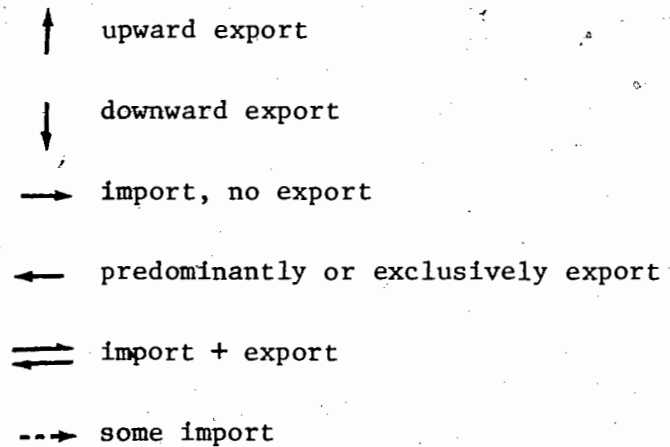 upward export
downward export
import, no export
predominantly or exclusively export
import + export
some import